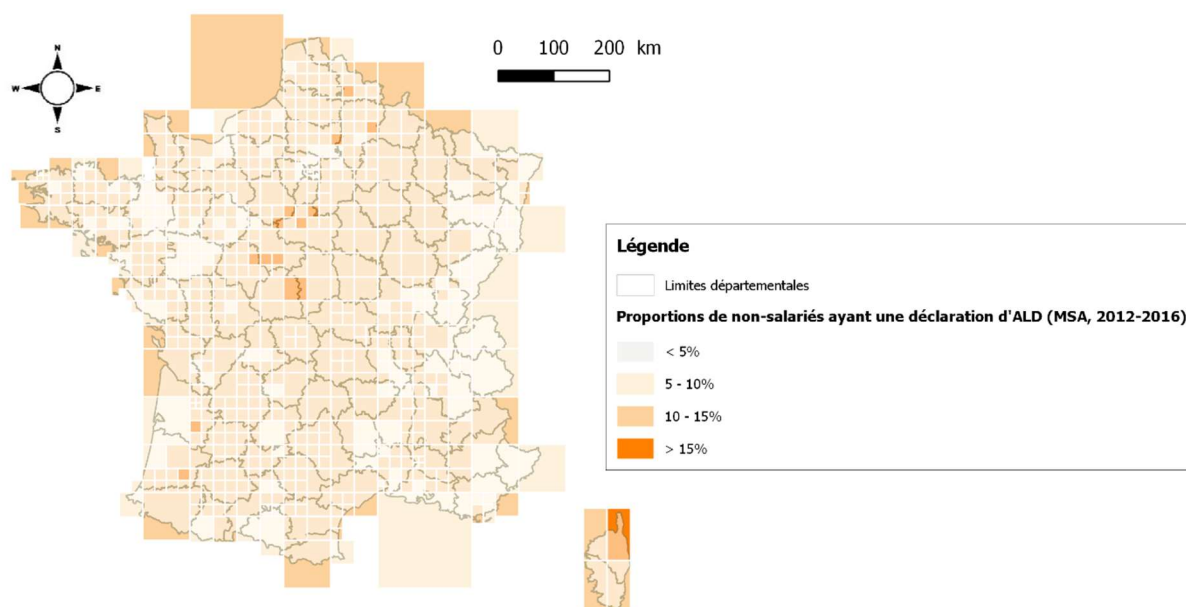 N
W
E
S
0 100 200 km
Légende
Limites départementales
Proportions de non-salariés ayant une déclaration d'ALD (MSA, 2012-2016)
< 5%
5 - 10%
10 - 15%
> 15%